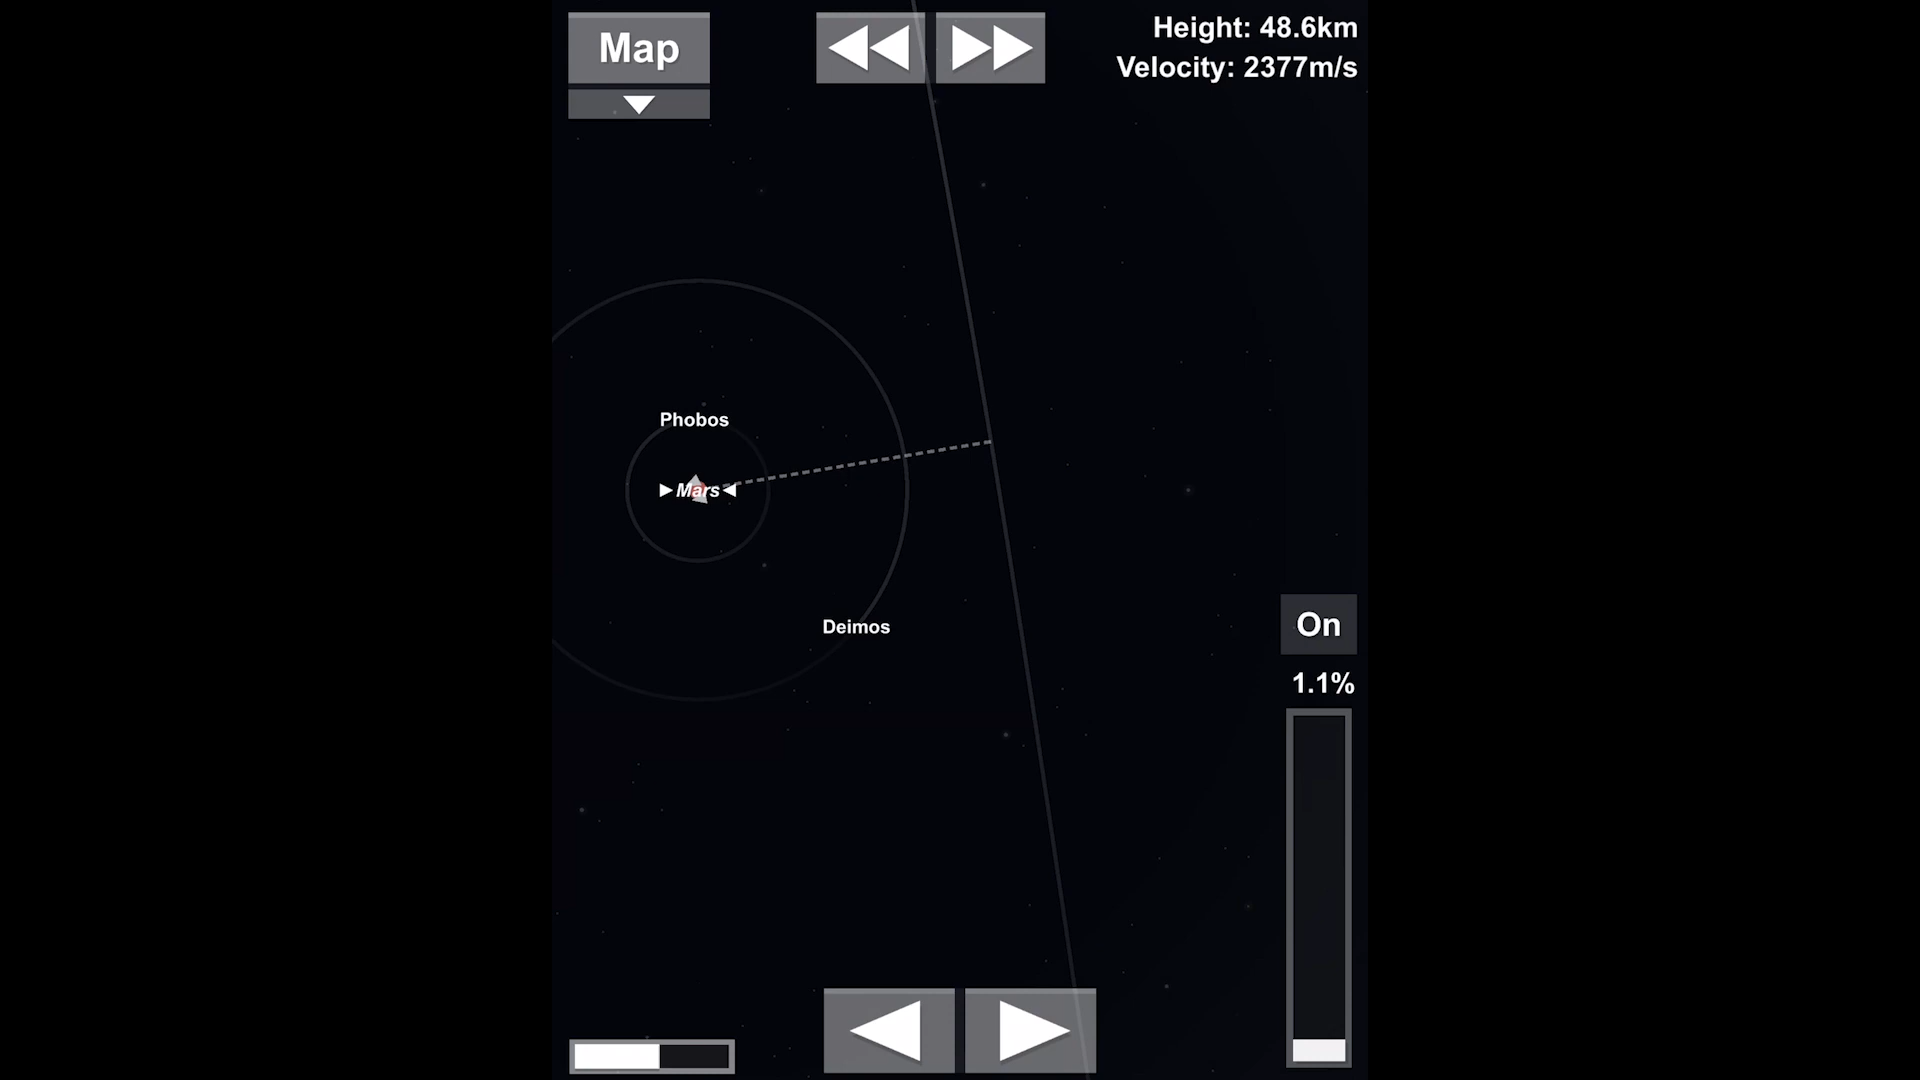 Map
Height: 48.6km
Velocity: 2377m/s
Phobos
Mars
Deimos
On
1.1%